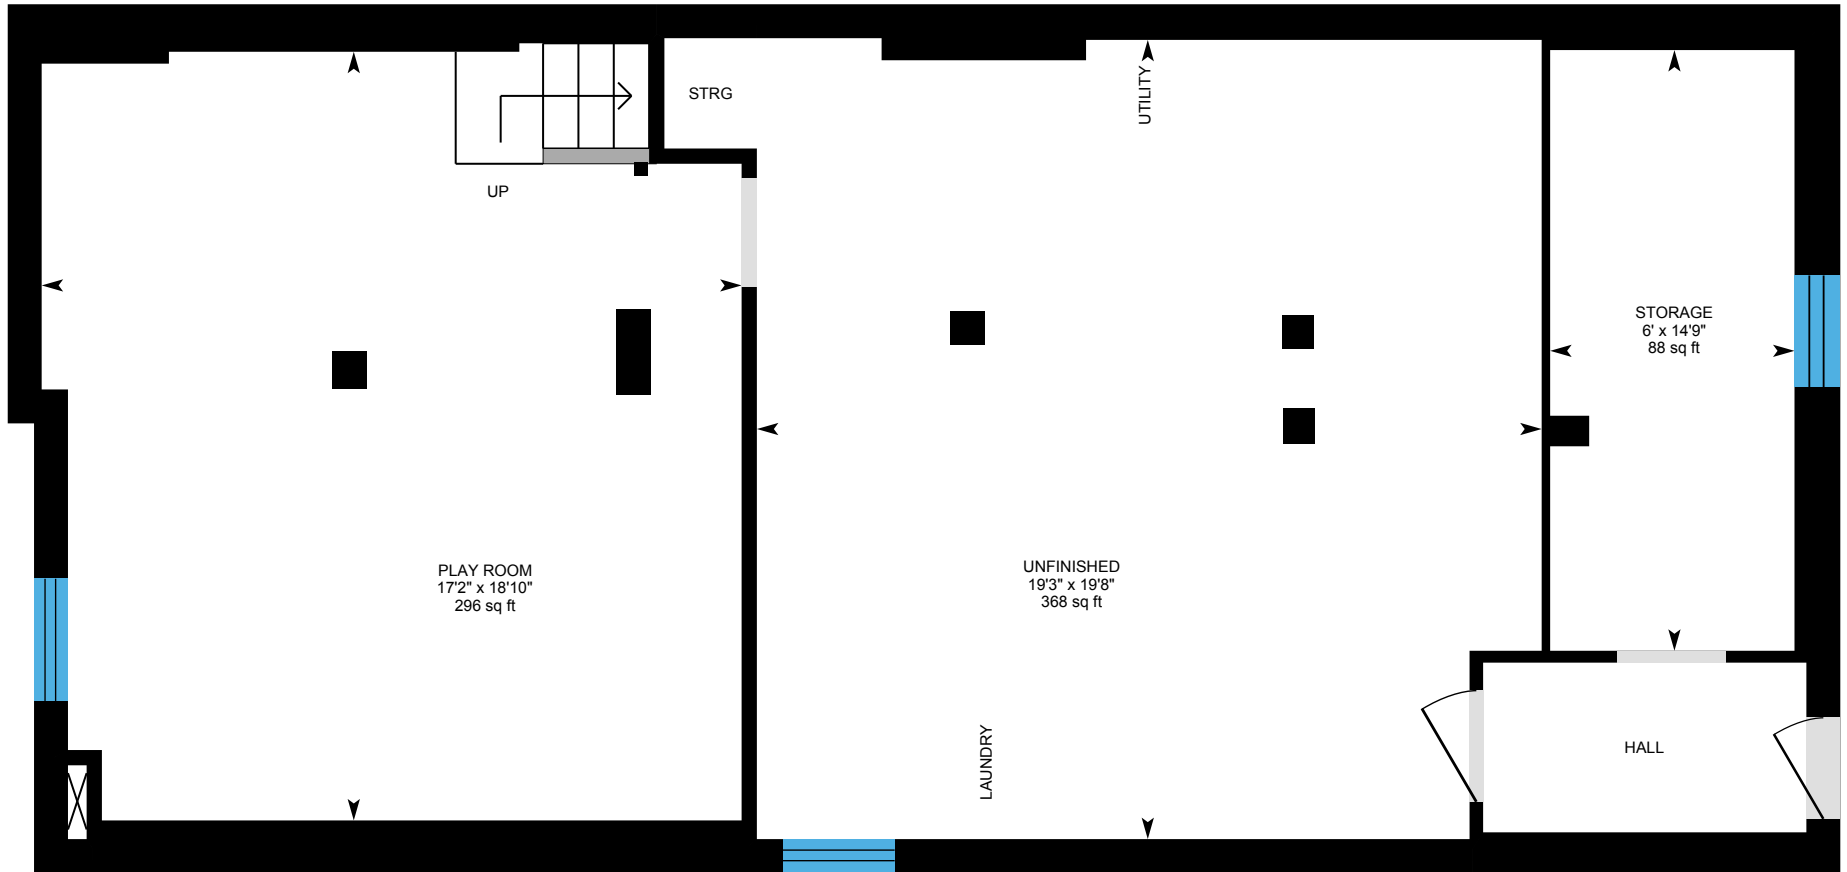 STRG
UTILITY
UP
STORAGE
6' x 14'9"
88 sq ft
PLAY ROOM
17'2" x 18'10"
296 sq ft
UNFINISHED
19'3" x 19'8"
368 sq ft
LAUNDRY
HALL